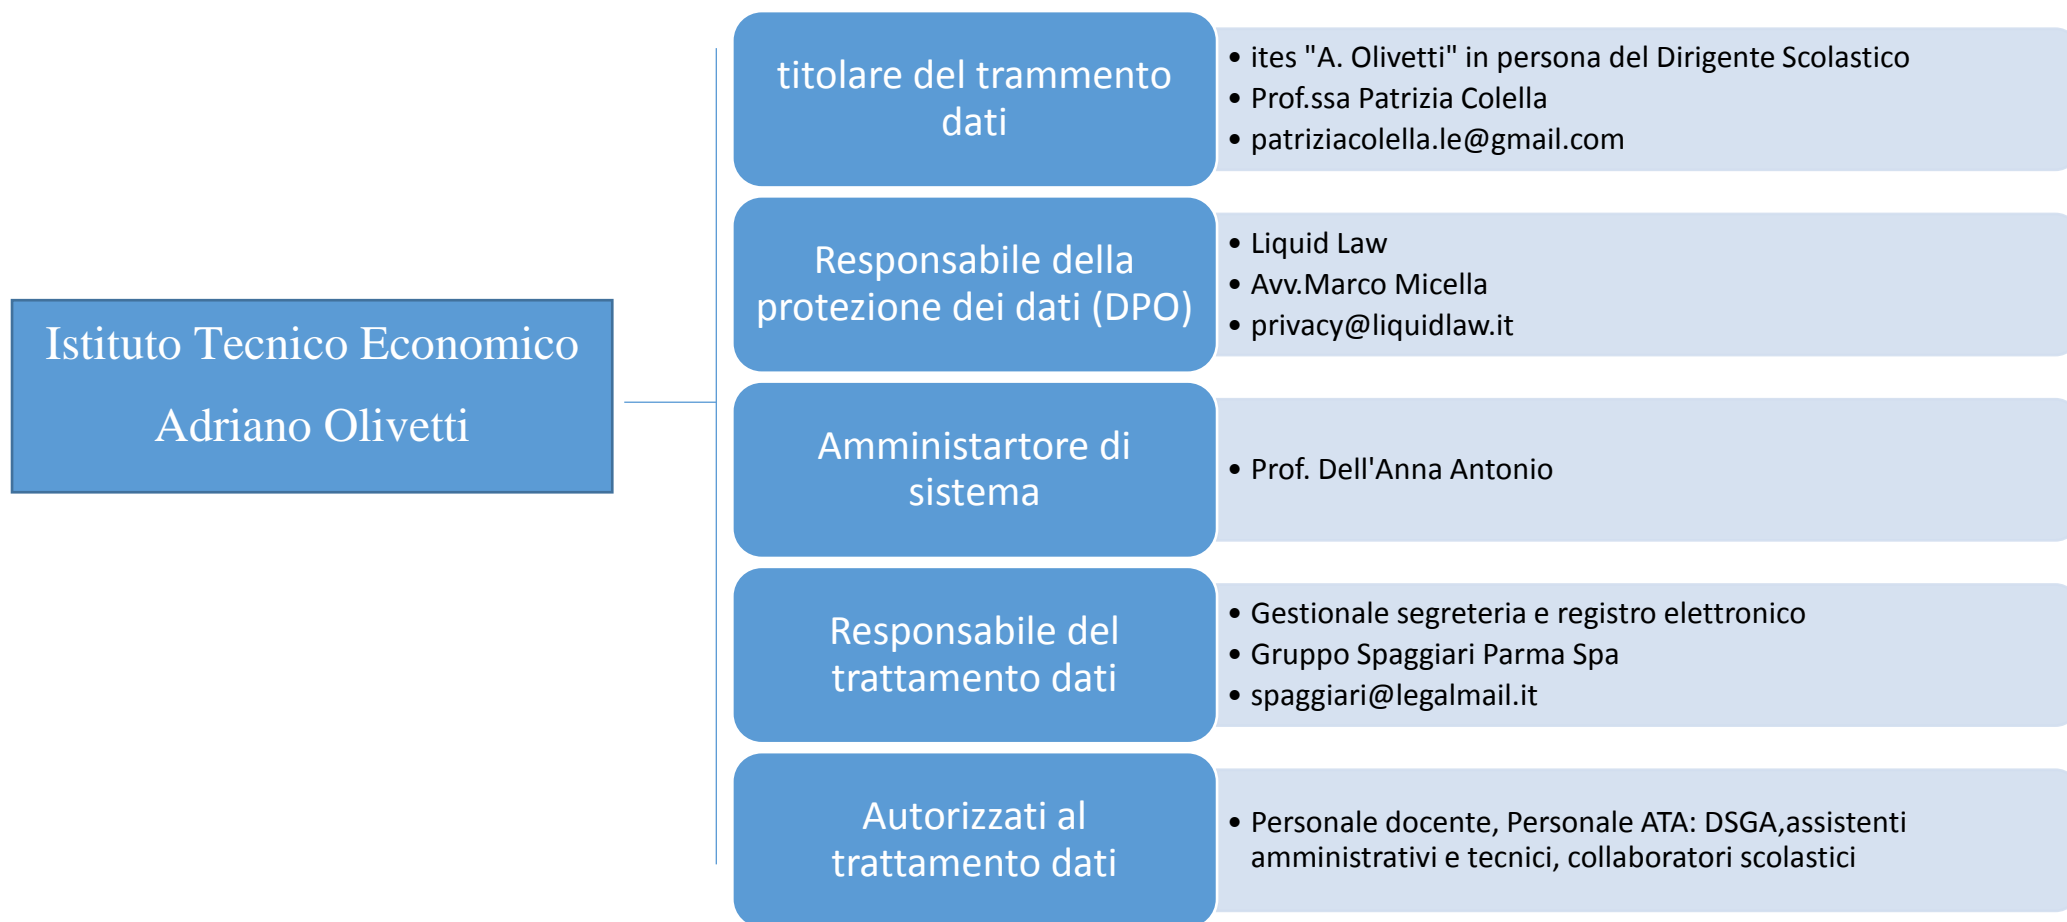 Istituto Tecnico Economico
Adriano Olivetti
titolare del trammento
dati
• ites "A. Olivetti" in persona del Dirigente Scolastico
• Prof.ssa Patrizia Colella
• patriziacolella.le@gmail.com
Responsabile della
protezione dei dati (DPO)
• Liquid Law
• Avv.Marco Micella
• privacy@liquidlaw.it
Amministartore di
sistema
• Prof. Dell'Anna Antonio
Responsabile del
trattamento dati
• Gestionale segreteria e registro elettronico
• Gruppo Spaggiari Parma Spa
• spaggiari@legalmail.it
Autorizzati al
trattamento dati
• Personale docente, Personale ATA: DSGA,assistenti
amministrativi e tecnici, collaboratori scolastici